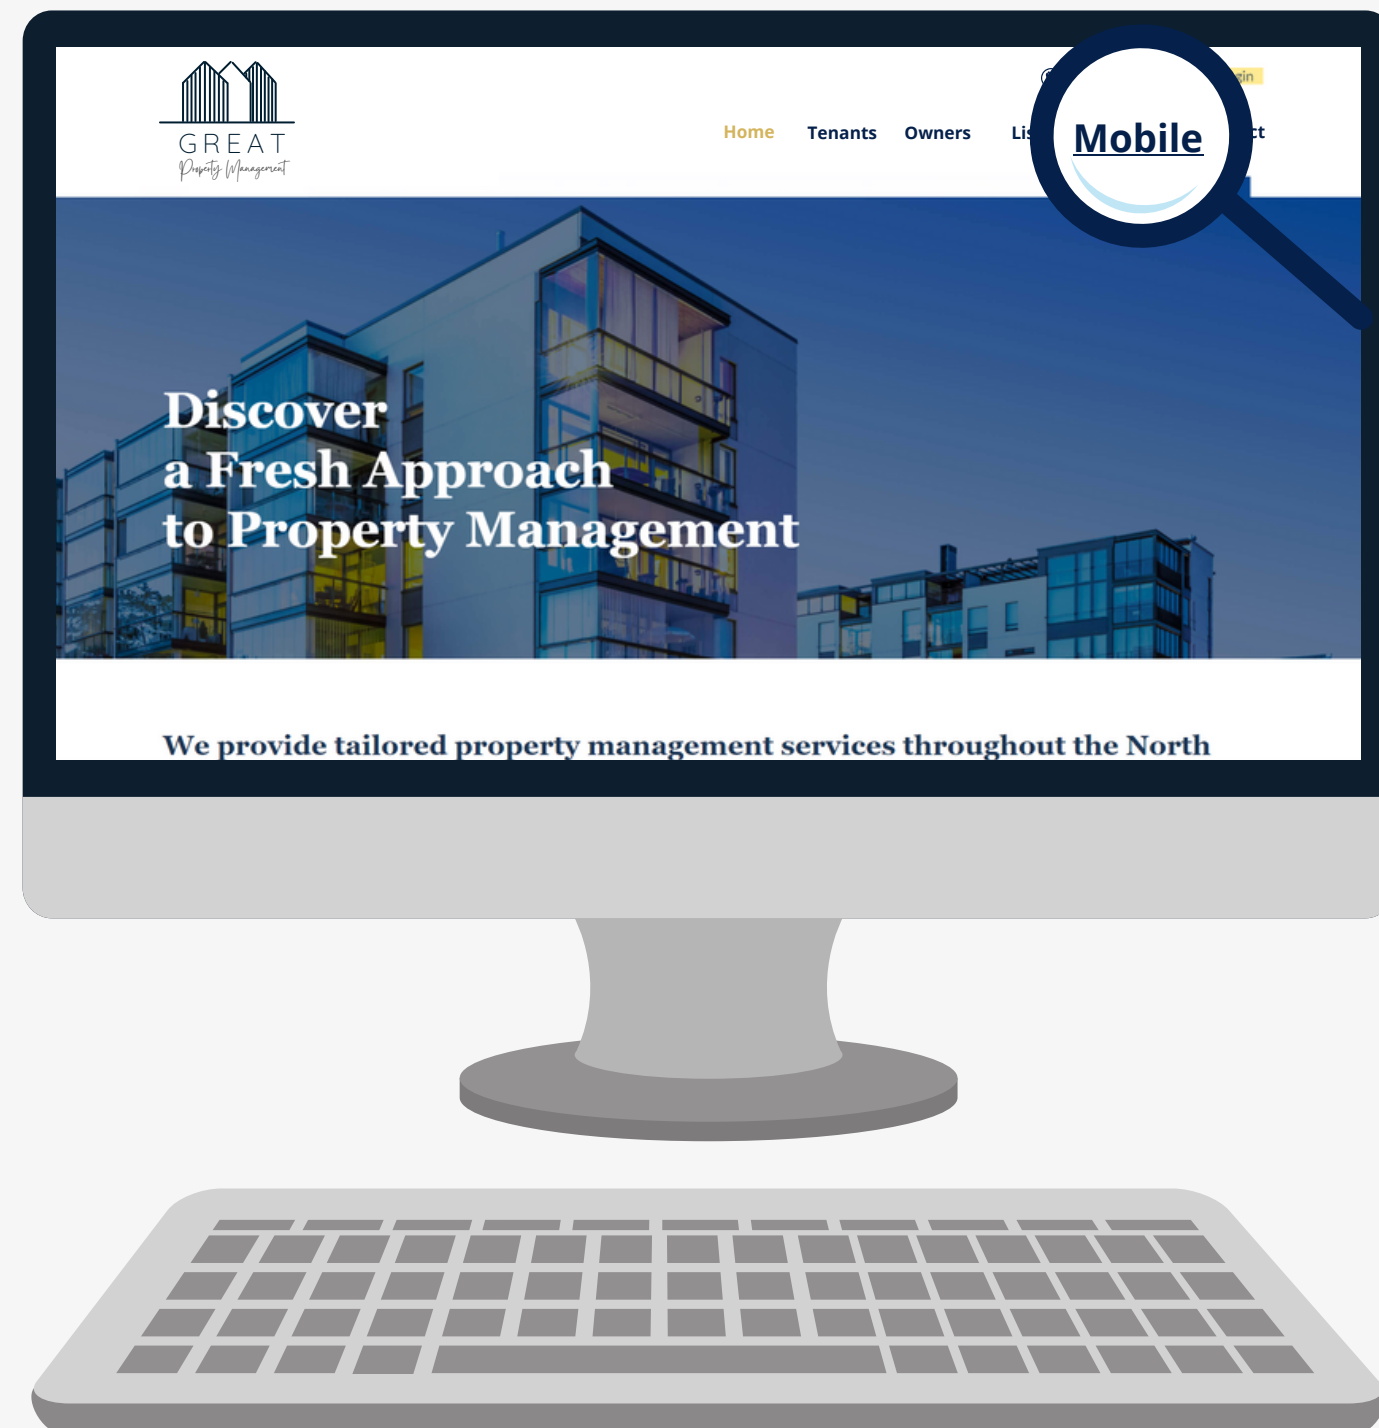 GREAT
Property Management
Home Tenants Owners Mobile
Discover
a Fresh Approach
to Property Management
We provide tailored property management services throughout the North